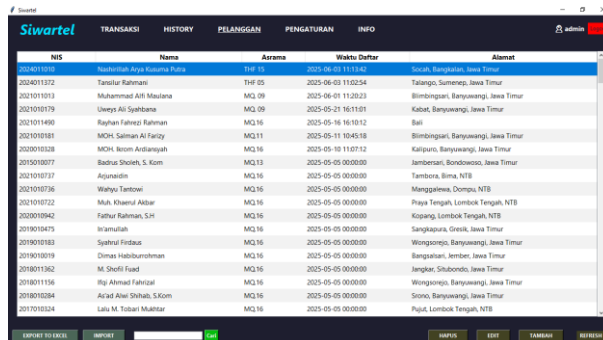 Siwartel
Siwartel TRANSAKSI HISTORY PELANGGAN PENGATURAN INFO admin
NIS Nama Asrama Waktu Daftar Alamat
2024011010 Nashirillah Arya Kusuma Putra THF 15 2025-06-03 11:13:42 Socah, Bangkalan, Jawa Timur
2024011372 Tansilur Rahmani THF 05 2025-06-03 11:02:54 Talango, Sumenep, Jawa Timur
2021011013 Muhammad Alfi Maulana MQ. 09 2025-06-01 11:20:23 Blimbingsari, Banyuwangi, Jawa Timur
2021010179 Uweys Ali Syahbana MQ. 09 2025-05-21 16:11:01 Kabat, Banyuwangi, Jawa Timur
2021011490 Rayhan Fahrezi Rahman MQ.16 2025-05-16 16:10:12 Bali
2021010181 MOH. Salman Al Farizy MQ.11 2025-05-11 10:45:18 Blimbingsari, Banyuwangi, Jawa Timur
2020010328 MOH. Ikrom Ardiansyah MQ.16 2025-05-10 11:07:12 Kalipuro, Banyuwangi, Jawa Timur
2015010077 Badrus Sholeh, S. Kom MQ.13 2025-05-05 00:00:00 Jambersari, Bondowoso, Jawa Timur
2021010737 Arjunaidin MQ.16 2025-05-05 00:00:00 Tambora, Bima, NTB
2021010736 Wahyu Tantowi MQ.16 2025-05-05 00:00:00 Manggalewa, Dompu, NTB
2021010722 Muh. Khaerul Akbar MQ.16 2025-05-05 00:00:00 Praya Tengah, Lombok Tengah, NTB
2020010942 Fathur Rahman, S.H MQ.16 2025-05-05 00:00:00 Kopang, Lombok Tengah, NTB
2019010475 In'amullah MQ.16 2025-05-05 00:00:00 Sangkapura, Gresik, Jawa Timur
2019010183 Syahrul Firdaus MQ.16 2025-05-05 00:00:00 Wongsorejo, Banyuwangi, Jawa Timur
2019010019 Dimas Habiburrohman MQ.16 2025-05-05 00:00:00 Bangsalsari, Jember, Jawa Timur
2018011362 M. Shofil Fuad MQ.16 2025-05-05 00:00:00 Jangkar, Situbondo, Jawa Timur
2018011156 Ifqi Ahmad Fahrizal MQ.16 2025-05-05 00:00:00 Wongsorejo, Banyuwangi, Jawa Timur
2018010284 As'ad Alwi Shihab, S.Kom MQ.16 2025-05-05 00:00:00 Srono, Banyuwangi, Jawa Timur
2017010324 Lalu M. Tobari Mukhtar MQ.16 2025-05-05 00:00:00 Pujut, Lombok Tengah, NTB
EXPORT TO EXCEL IMPORT Cari HAPUS EDIT TAMBAH REFRESH